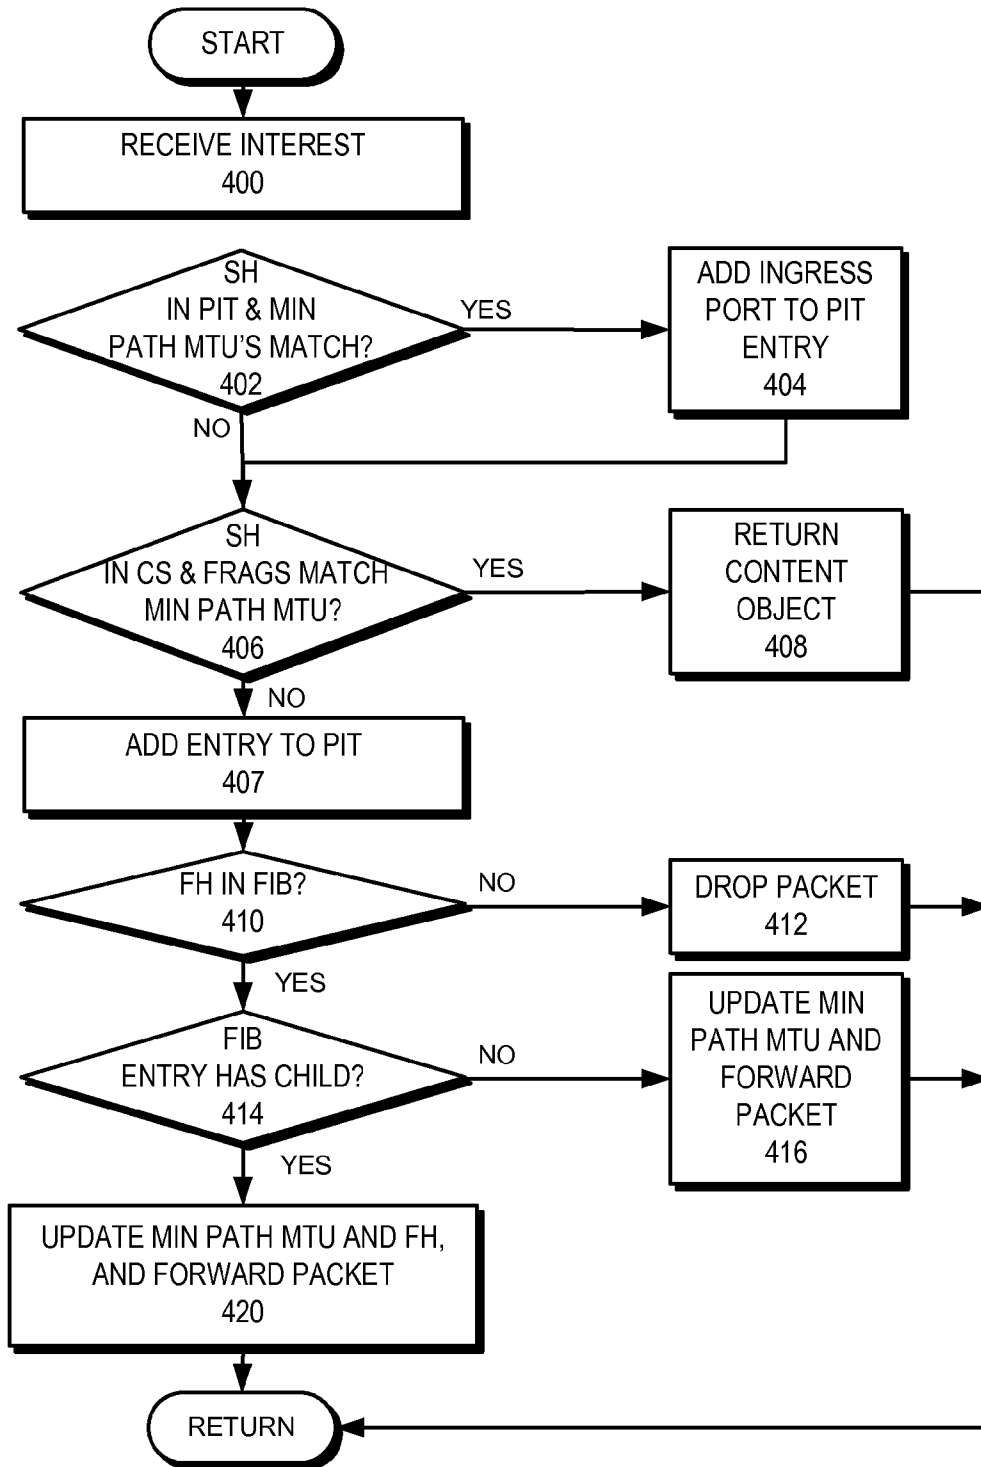 START
RECEIVE INTEREST
400
SH
IN PIT & MIN
PATH MTU'S MATCH?
402
YES
ADD INGRESS
PORT TO PIT
ENTRY
404
NO
SH
IN CS & FRAGS MATCH
MIN PATH MTU?
406
YES
RETURN
CONTENT
OBJECT
408
NO
ADD ENTRY TO PIT
407
FH IN FIB?
410
NO
DROP PACKET
412
YES
FIB
ENTRY HAS CHILD?
414
NO
UPDATE MIN
PATH MTU AND
FORWARD
PACKET
416
YES
UPDATE MIN PATH MTU AND FH,
AND FORWARD PACKET
420
RETURN